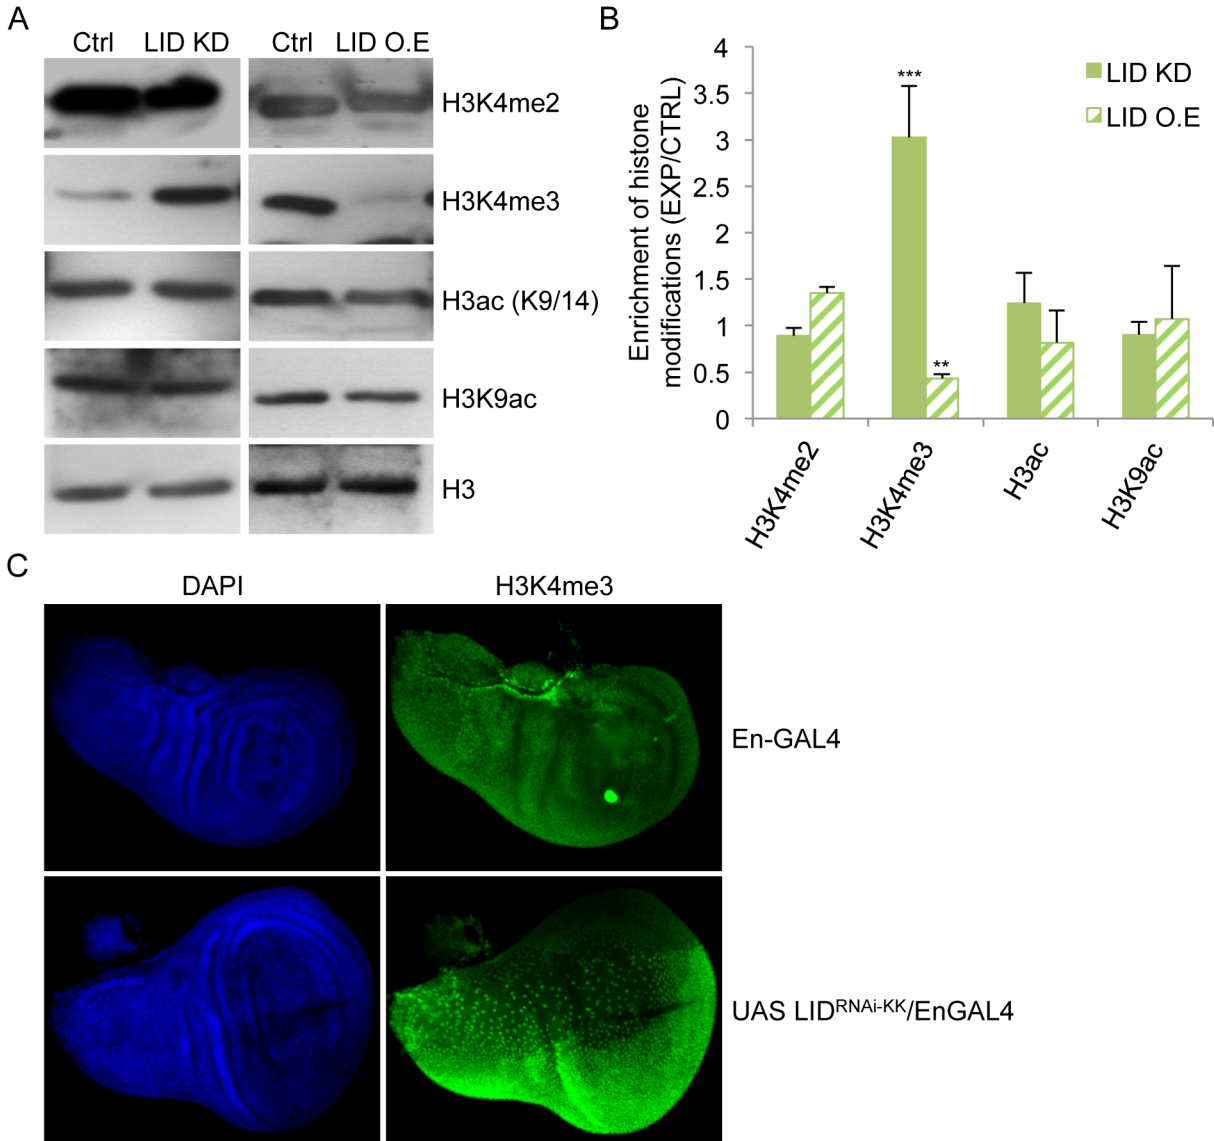 A
Ctrl LID KD Ctrl LID O.E
H3K4me2
H3K4me3
H3ac (K9/14)
H3K9ac
H3
B
Enrichment of histone
modifications (EXP/CTRL)
4
3.5
3
2.5
2
1.5
1
0.5
0
***
**
LID KD
LID O.E
H3K4me2
H3K4me3
H3ac
H3K9ac
C
DAPI H3K4me3
En-GAL4
UAS LIDRNAi-KK/EnGAL4